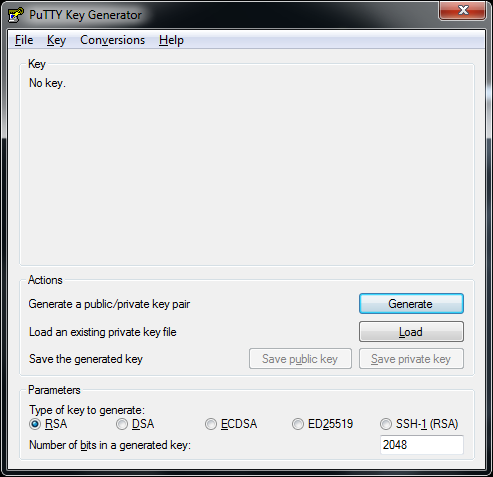 PuTTY Key Generator
File Key Conversions Help
Key
No key.
Actions
Generate a public/private key pair Generate
Load an existing private key file Load
Save the generated key Save public key Save private key
Parameters
Type of key to generate:
RSA DSA ECDSA ED25519 SSH-1 (RSA)
Number of bits in a generated key: 2048